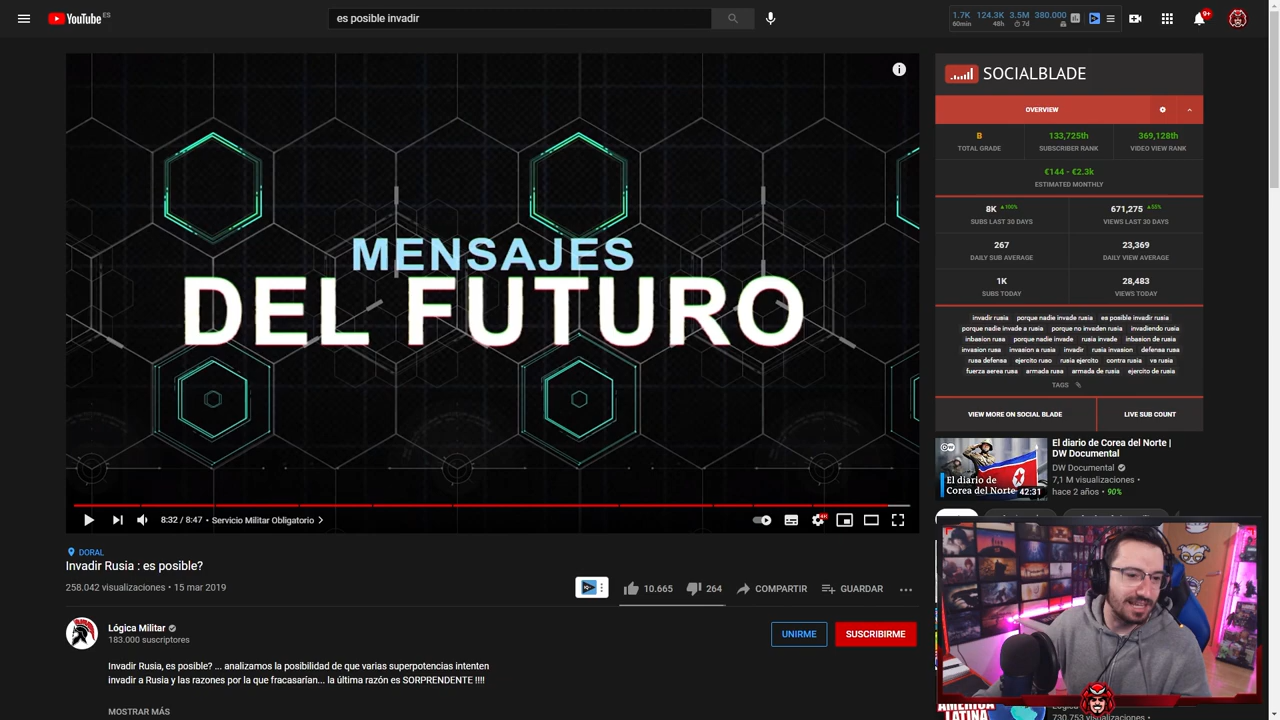 YouTube ES
es posible invadir
1.7K 124.3K 3.5M 380.000
60min 48h 7d
9+
MENSAJES
DEL FUTURO
8:32 / 8:47 • Servicio Militar Obligatorio
DORAL
Invadir Rusia : es posible?
258.042 visualizaciones • 15 mar 2019
10.665 264 COMPARTIR GUARDAR
Lógica Militar
183.000 suscriptores
UNIRME SUSCRIBIRME
Invadir Rusia, es posible? ... analizamos la posibilidad de que varias superpotencias intenten
invadir a Rusia y las razones por la que fracasarían... la última razón es SORPRENDENTE !!!!
MOSTRAR MÁS
SOCIALBLADE
OVERVIEW
B 133,725th 369,128th
TOTAL GRADE SUBSCRIBER RANK VIDEO VIEW RANK
€144 - €2.3k
ESTIMATED MONTHLY
8K ▲100% 671,275 ▲55%
SUBS LAST 30 DAYS VIEWS LAST 30 DAYS
267 23,369
DAILY SUB AVERAGE DAILY VIEW AVERAGE
1K 28,483
SUBS TODAY VIEWS TODAY
invadir rusia porque nadie invade rusia es posible invadir rusia
porque nadie invade a rusia porque no invaden rusia invadiendo rusia
inbasion rusa porque nadie invade rusia invade inbasion de rusia
invasion rusa invasion a rusia invadir rusia invasion defensa rusa
rusa defensa ejercito ruso rusia ejercito contra rusia vs rusia
fuerza aerea rusa armada rusa armada de rusia ejercito de rusia
TAGS
VIEW MORE ON SOCIAL BLADE LIVE SUB COUNT
DW
El diario de
Corea del Norte
42:31
El diario de Corea del Norte |
DW Documental
DW Documental
7,1 M visualizaciones •
hace 2 años • 90%
AMERICA
LATINA
730.753 visualizaciones •